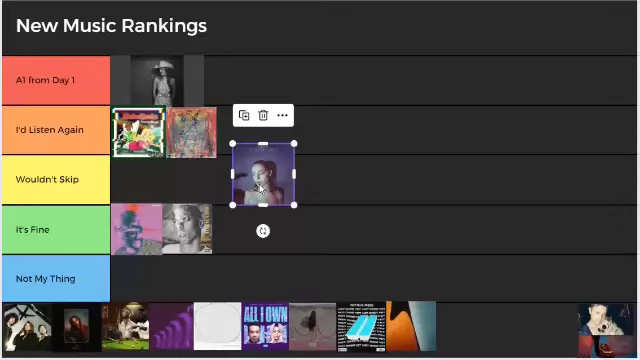 New Music Rankings
A1 from Day 1
I'd Listen Again
Wouldn't Skip
It's Fine
Not My Thing
ALL I OWN